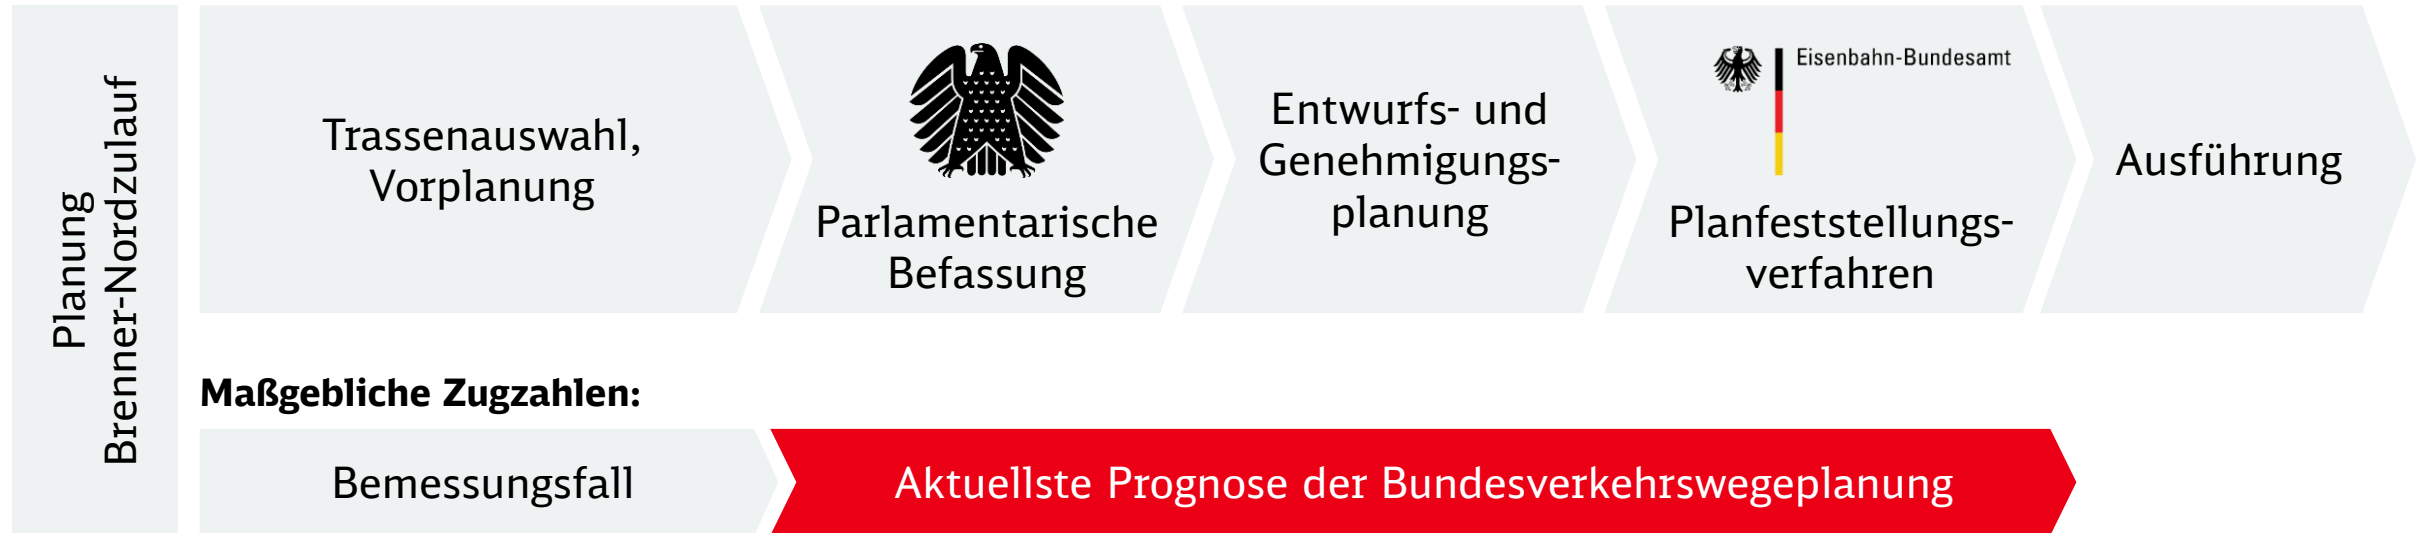 Planung
Brenner-Nordzulauf
Trassenauswahl,
Vorplanung
Parlamentarische
Befassung
Entwurfs- und
Genehmigungs-
planung
Eisenbahn-Bundesamt
Planfeststellungs-
verfahren
Ausführung
Maßgebliche Zugzahlen:
Bemessungsfall
Aktuellste Prognose der Bundesverkehrswegeplanung